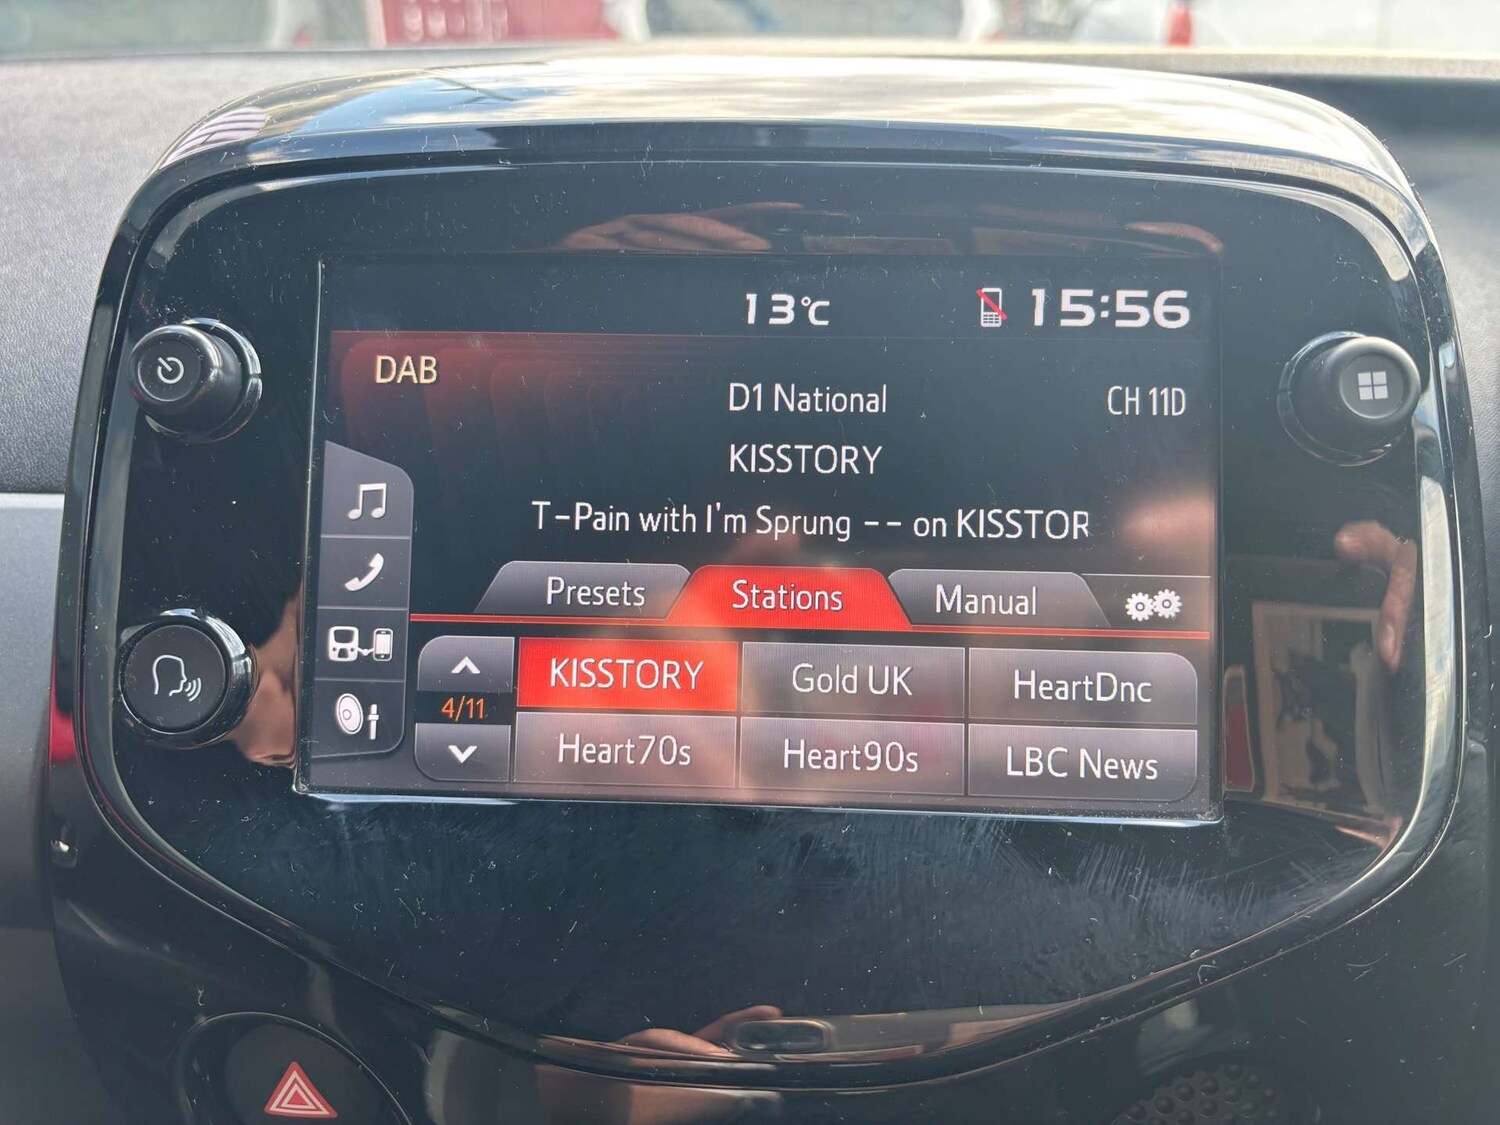 13°C 15:56
DAB
D1 National
CH 11D
KISSTORY
T-Pain with I'm Sprung -- on KISSTOR
Presets Stations Manual
KISSTORY Gold UK HeartDnc
4/11
Heart70s Heart90s LBC News